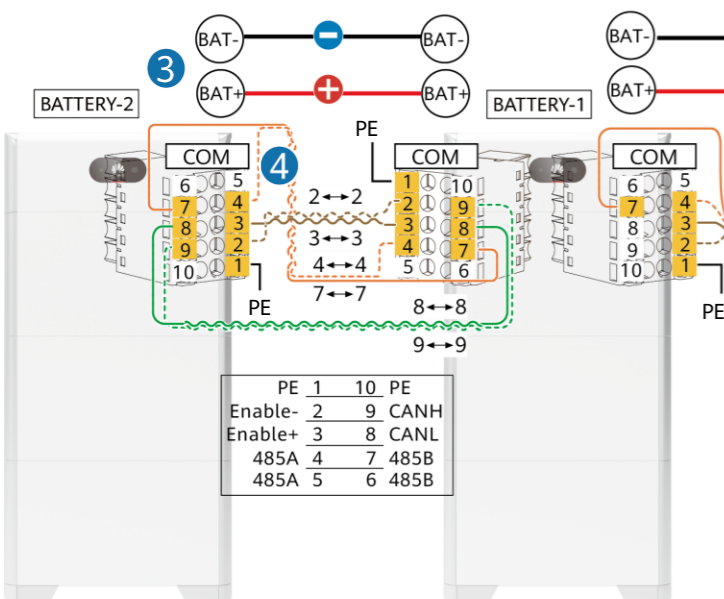 BAT- − BAT- BAT-
3
BAT+ + BAT+ BAT+
BATTERY-2 BATTERY-1
PE
COM 4 COM COM
6 5 1 10 6 5
7 4 2↔2 2 9 7 4
8 3 3↔3 3 8 8 3
9 2 4↔4 4 7 9 2
10 1 7↔7 5 6 10 1
PE 8↔8 PE
9↔9
PE 1 10 PE
Enable- 2 9 CANH
Enable+ 3 8 CANL
485A 4 7 485B
485A 5 6 485B